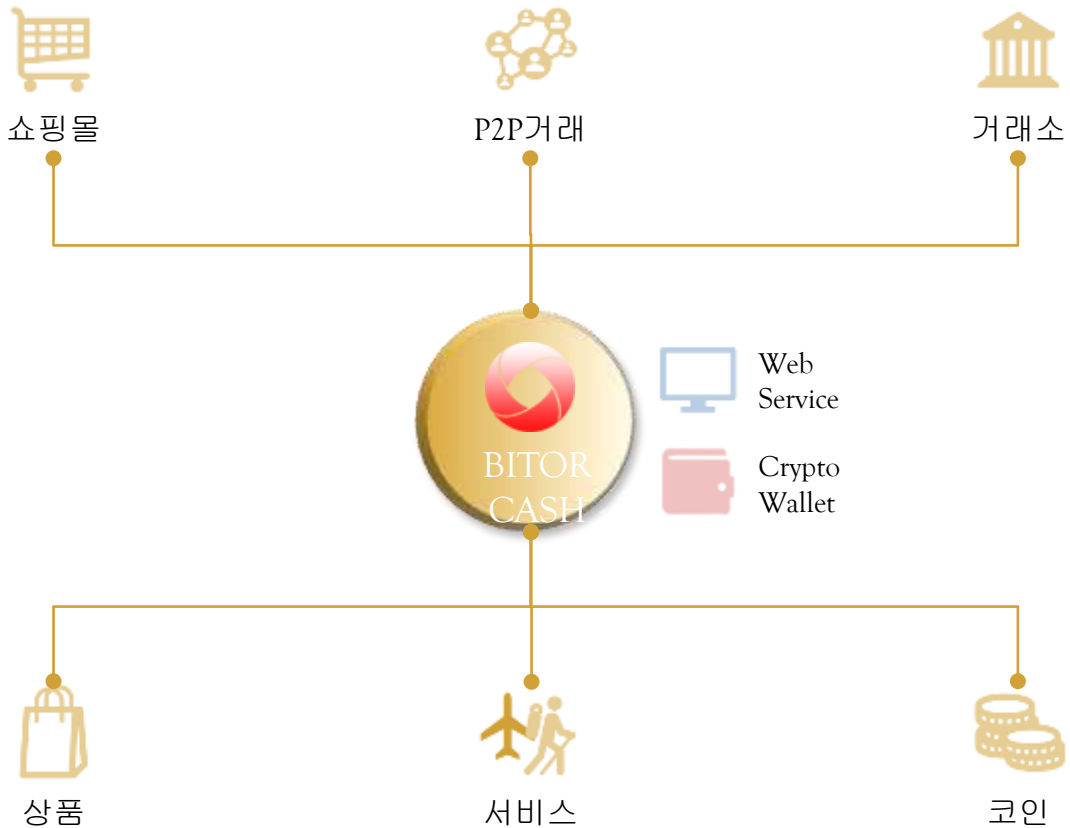 쇼핑몰
P2P거래
거래소
BITOR
CASH
Web
Service
Crypto
Wallet
상품
서비스
코인